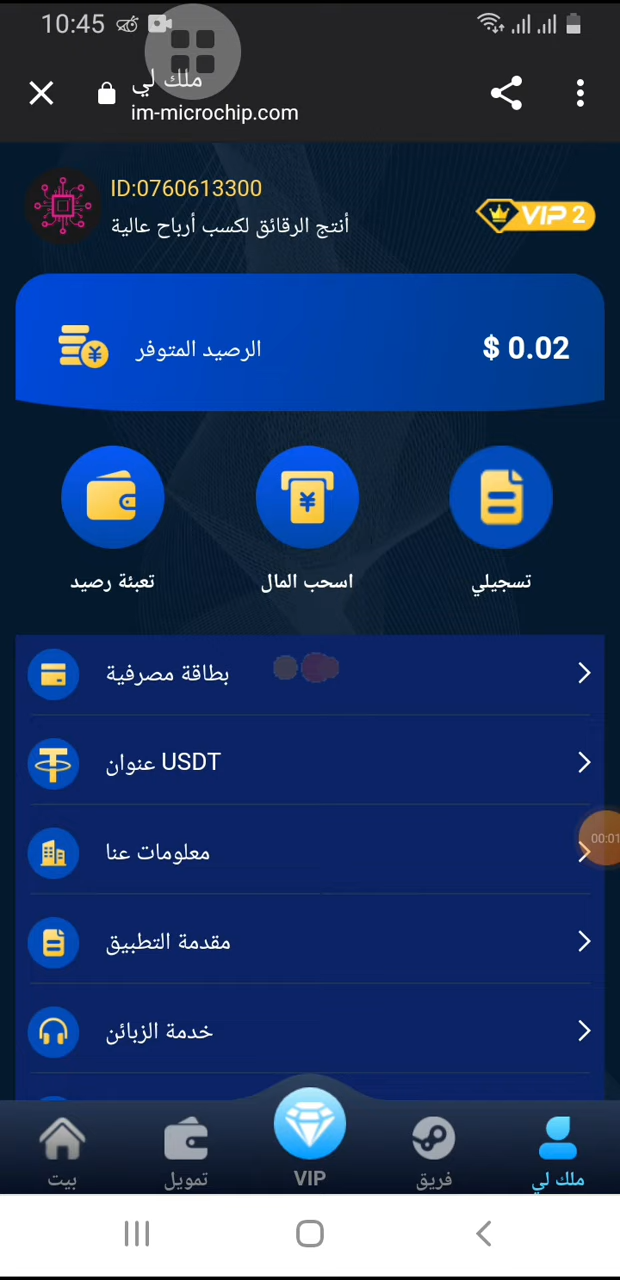 10:45
ملك لي
im-microchip.com
ID:0760613300
أنتج الرقائق لكسب أرباح عالية
VIP 2
الرصيد المتوفر
$ 0.02
تعبئة رصيد
اسحب المال
تسجيلي
بطاقة مصرفية
عنوان USDT
معلومات عنا
00:01
مقدمة التطبيق
خدمة الزبائن
بيت
تمويل
VIP
فريق
ملك لي